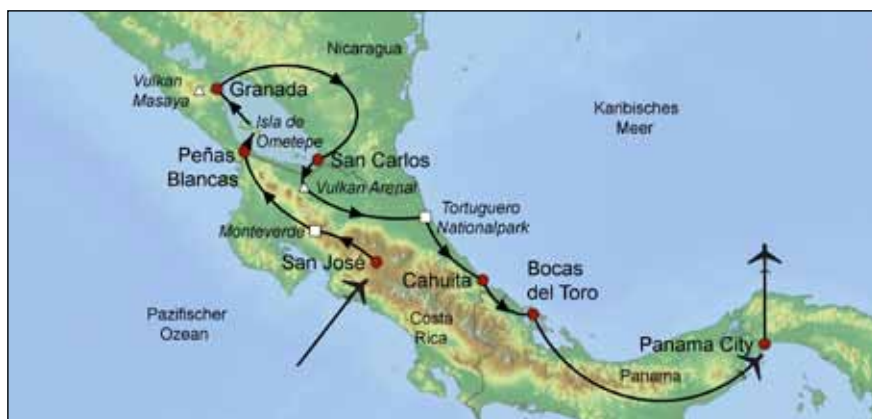 Nicaragua
Vulkan
Masaya
Granada
Karibisches
Meer
Isla de
Ometepe
Peñas
Blancas
San Carlos
Vulkan Arenal
Tortuguero
Nationalpark
Monteverde
San José
Cahuita
Bocas
del Toro
Pazifischer
Ozean
Costa
Rica
Panama City
Panama